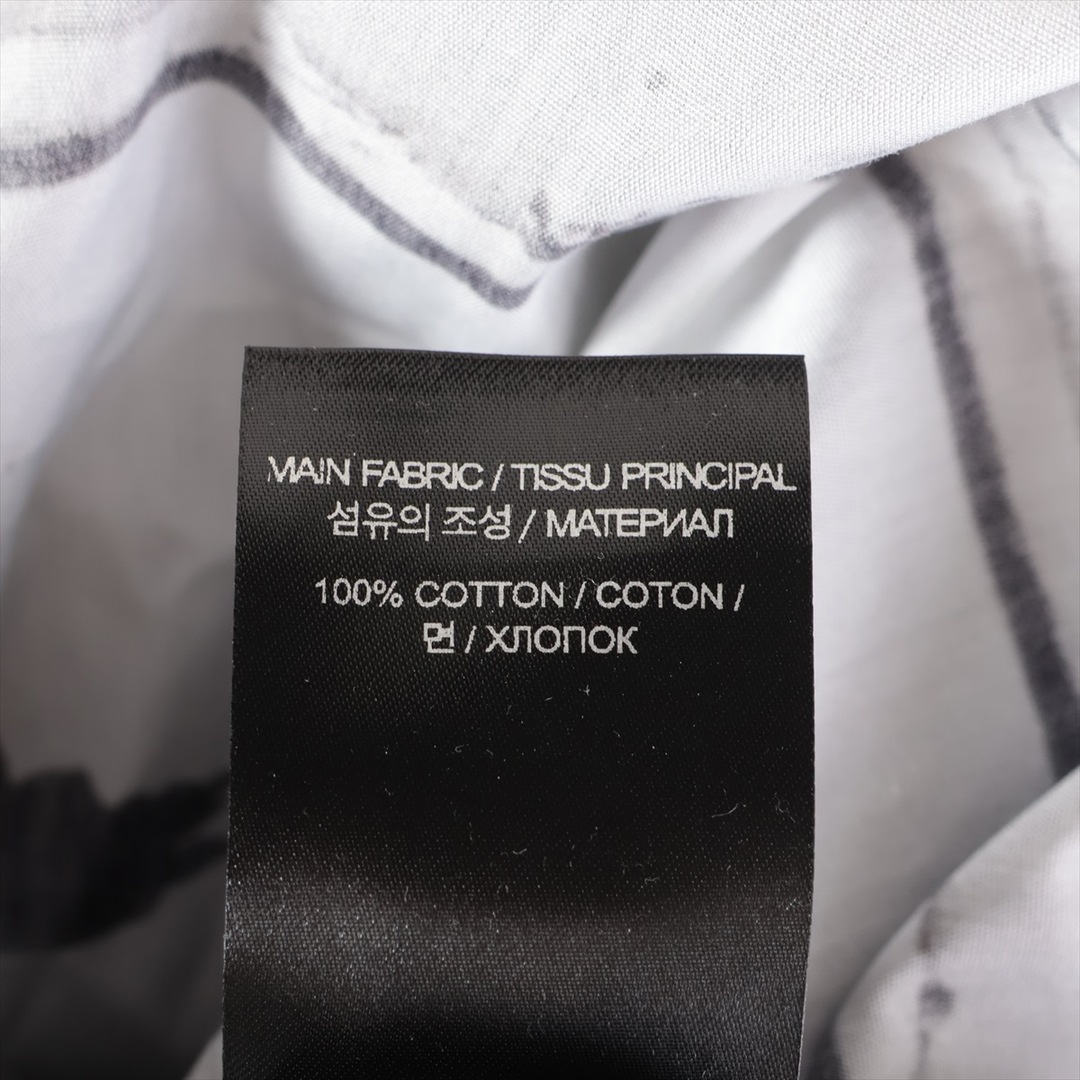 MAIN FABRIC / TISSU PRINCIPAL
섬유의 조성 / МАТЕРИАЛ
100% COTTON / COTON /
면 / ХЛОПОК